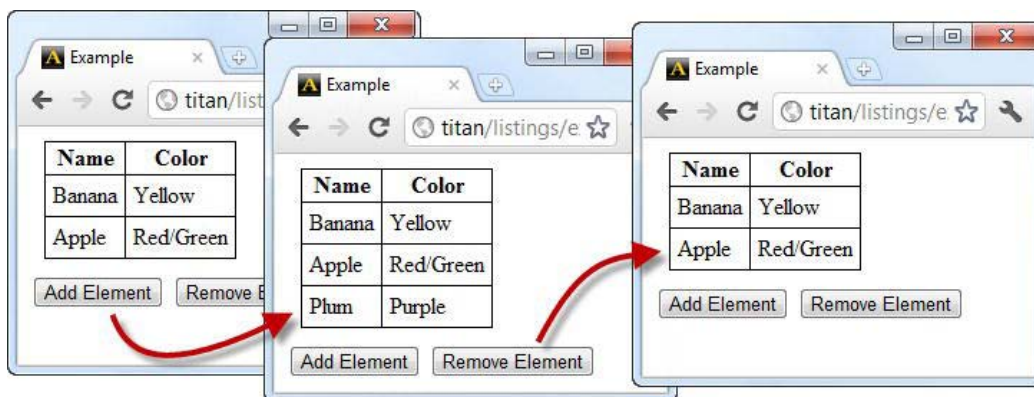 Example
titan/list
Name Color
Banana Yellow
Apple Red/Green
Add Element Remove E
Example
titan/listings/e
Name Color
Banana Yellow
Apple Red/Green
Plum Purple
Add Element Remove Element
Example
titan/listings/e
Name Color
Banana Yellow
Apple Red/Green
Add Element Remove Element